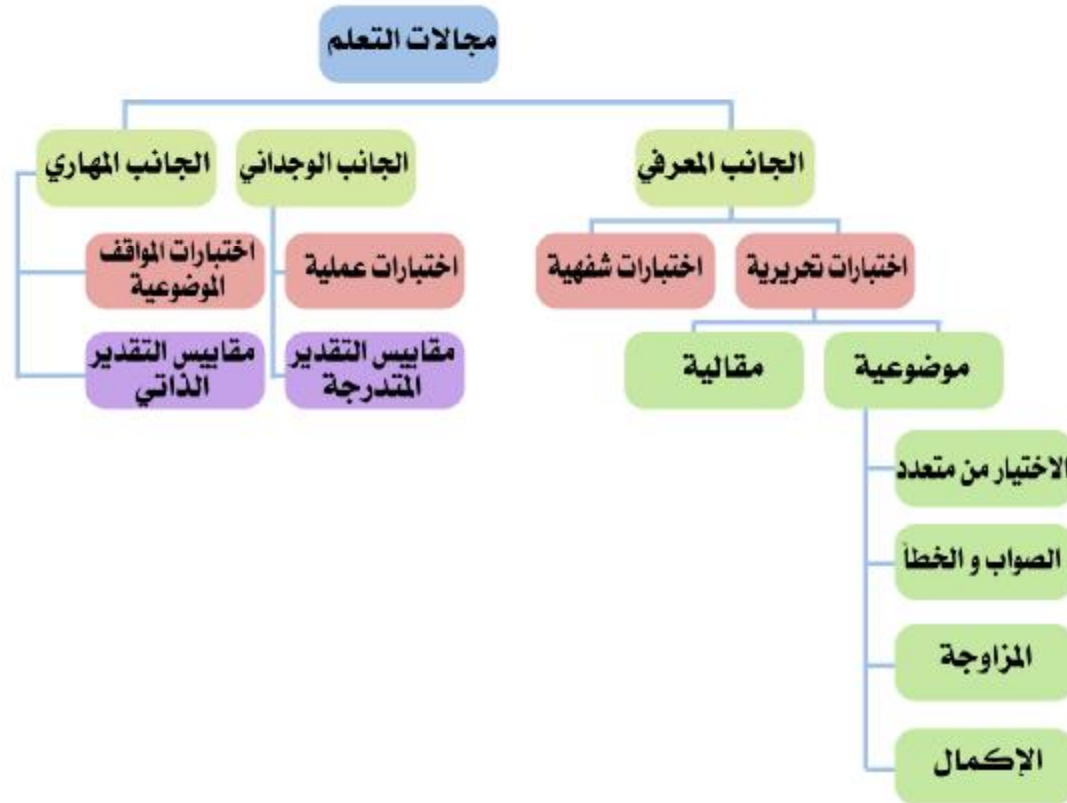 مجالات التعلم
الجانب المعرفي
الجانب الوجداني
الجانب المهاري
اختبارات تحريرية
اختبارات شفهية
اختبارات عملية
اختبارات المواقف
الموضوعية
موضوعية
مقالية
مقاييس التقدير
المتدرجة
مقاييس التقدير
الذاتي
الاختيار من متعدد
الصواب و الخطأ
المزاوجة
الإكمال